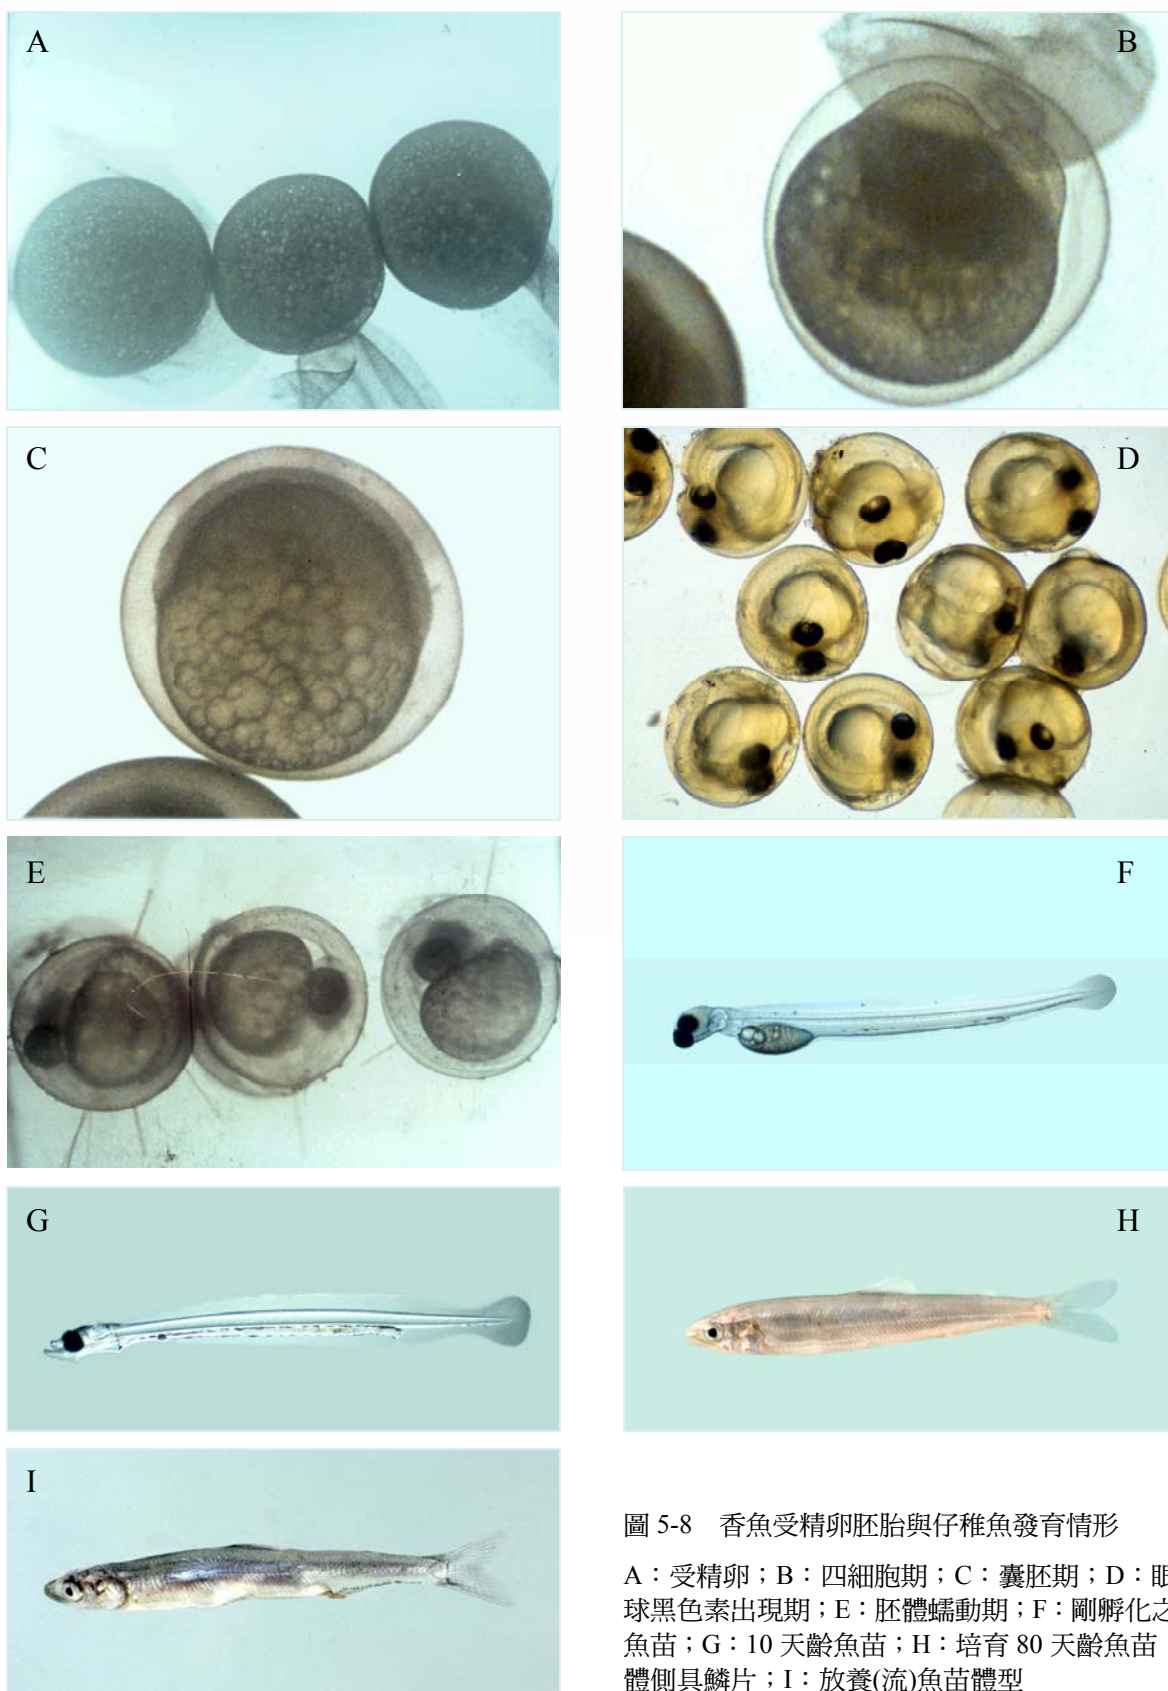 A
B
C
D
E
F
G
H
I
圖 5-8 香魚受精卵胚胎與仔稚魚發育情形
A：受精卵；B：四細胞期；C：囊胚期；D：眼
球黑色素出現期；E：胚體蠕動期；F：剛孵化之
魚苗；G：10 天齡魚苗；H：培育 80 天齡魚苗
體側具鱗片；I：放養(流)魚苗體型